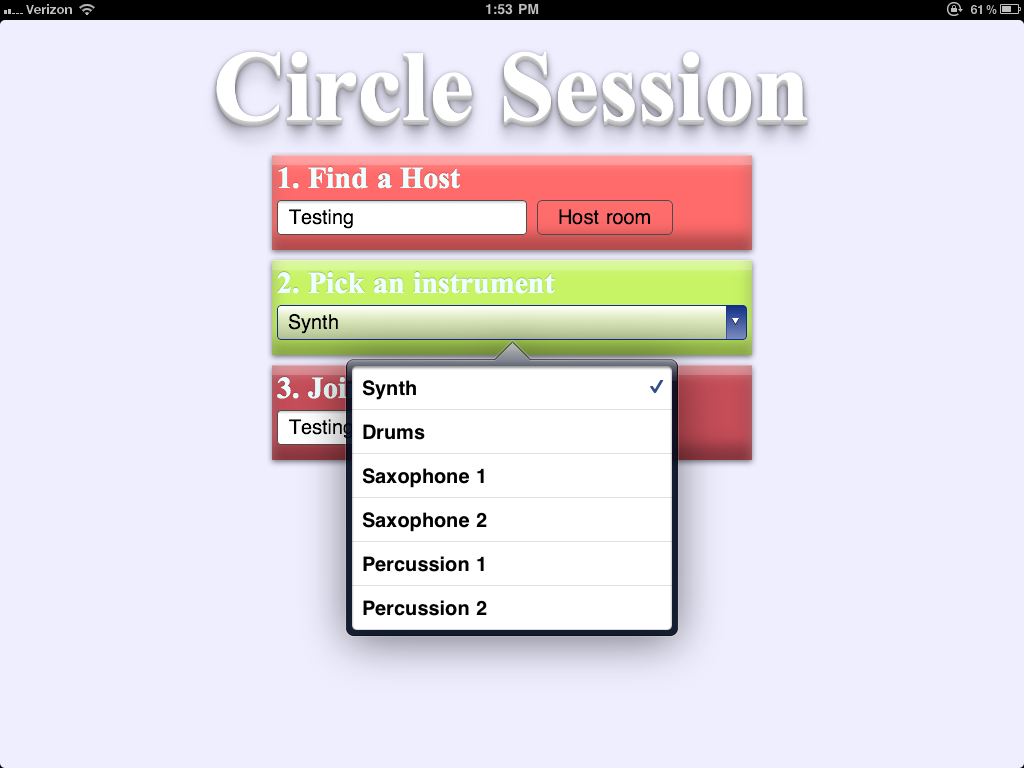 Verizon 1:53 PM 61%
Circle Session
1. Find a Host
Testing Host room
2. Pick an instrument
Synth
3. Joi
Testing
Synth
Drums
Saxophone 1
Saxophone 2
Percussion 1
Percussion 2